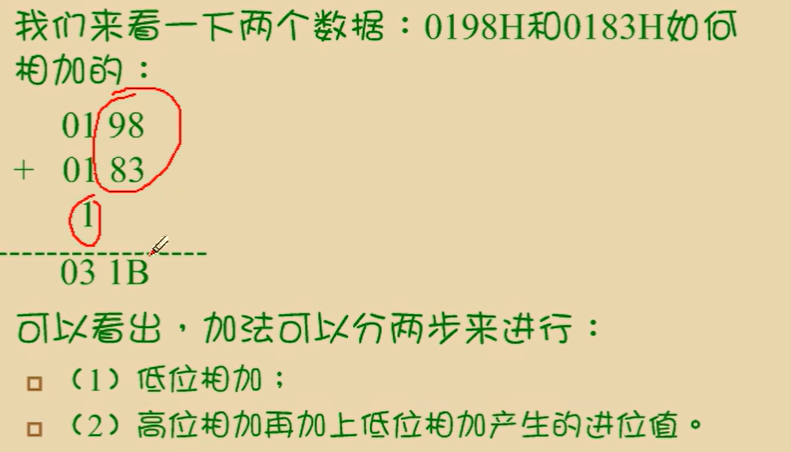 我们来看一下两个数据：0198H和0183H如何
相加的：
01 98
+ 01 83
1
03 1B
可以看出，加法可以分两步来进行：
（1）低位相加；
（2）高位相加再加上低位相加产生的进位值。